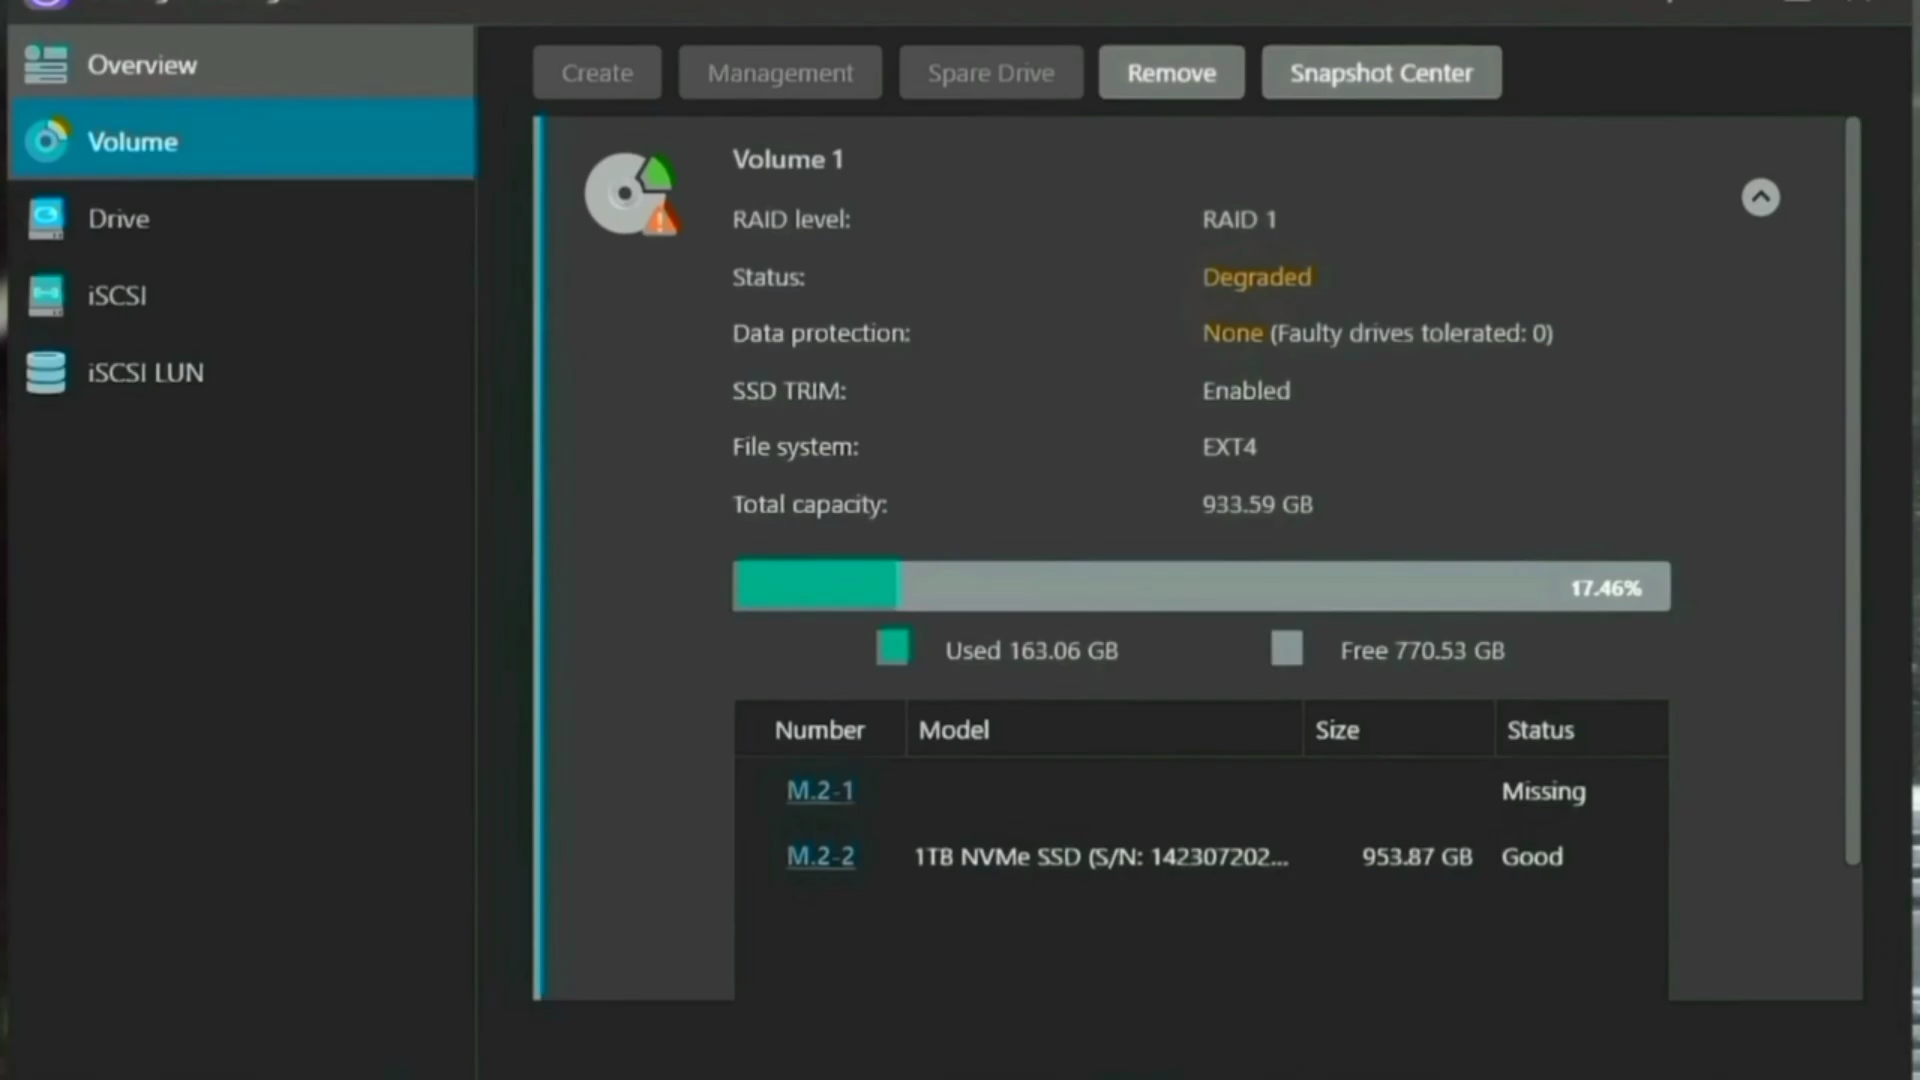 Overview
Volume
Drive
iSCSI
iSCSI LUN
Create Management Spare Drive Remove Snapshot Center
Volume 1
RAID level: RAID 1
Status: Degraded
Data protection: None (Faulty drives tolerated: 0)
SSD TRIM: Enabled
File system: EXT4
Total capacity: 933.59 GB
17.46%
Used 163.06 GB Free 770.53 GB
Number Model Size Status
M.2-1 Missing
M.2-2 1TB NVMe SSD (S/N: 142307202... 953.87 GB Good